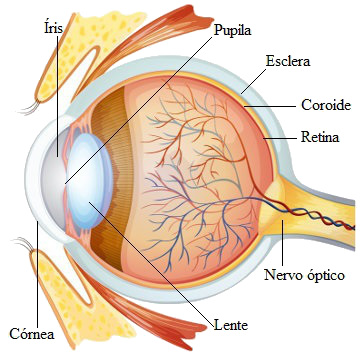 Íris
Pupila
Esclera
Coroide
Retina
Nervo óptico
Lente
Córnea